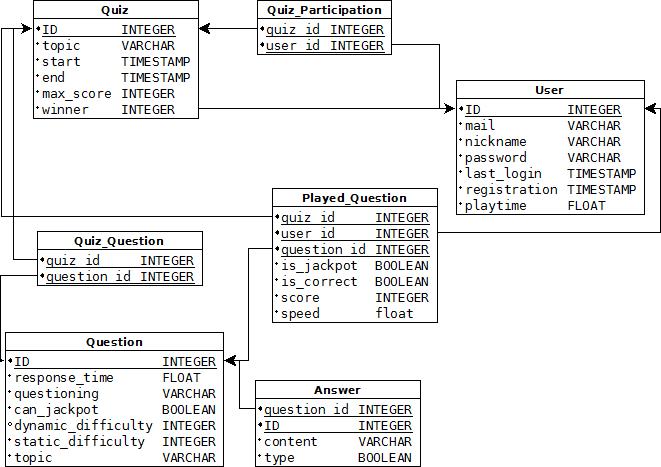 Quiz
ID INTEGER
topic VARCHAR
start TIMESTAMP
end TIMESTAMP
max_score INTEGER
winner INTEGER
Quiz_Participation
quiz_id INTEGER
user_id INTEGER
User
ID INTEGER
mail VARCHAR
nickname VARCHAR
password VARCHAR
last_login TIMESTAMP
registration TIMESTAMP
playtime FLOAT
Played_Question
quiz_id INTEGER
user_id INTEGER
question_id INTEGER
is_jackpot BOOLEAN
is_correct BOOLEAN
score INTEGER
speed float
Quiz_Question
quiz_id INTEGER
question_id INTEGER
Question
ID INTEGER
response_time FLOAT
questioning VARCHAR
can_jackpot BOOLEAN
dynamic_difficulty INTEGER
static_difficulty INTEGER
topic VARCHAR
Answer
question_id INTEGER
ID INTEGER
content VARCHAR
type BOOLEAN